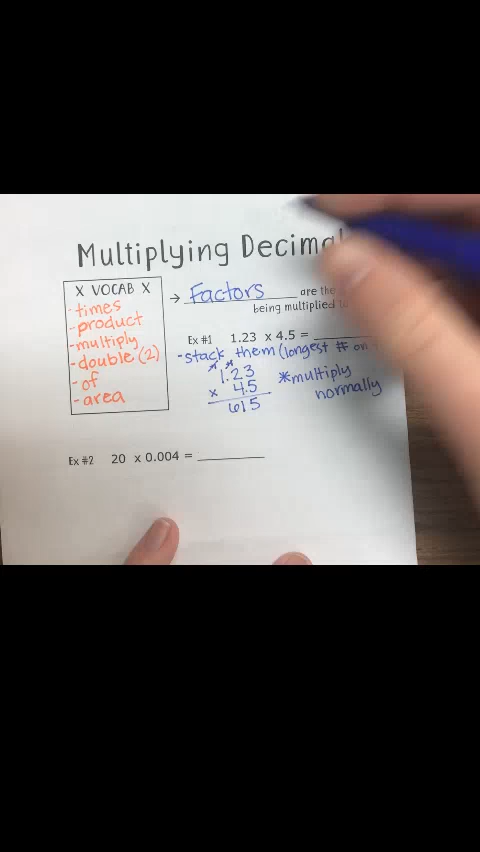 Multiplying Decimal
X VOCAB X
- times
- product
- multiply
- double (2)
- of
- area
→ Factors are the
being multiplied
Ex #1 1.23 x 4.5 =
- stack them (longest # on
1.23
x 4.5
615
*multiply
normally
Ex #2 20 x 0.004 =